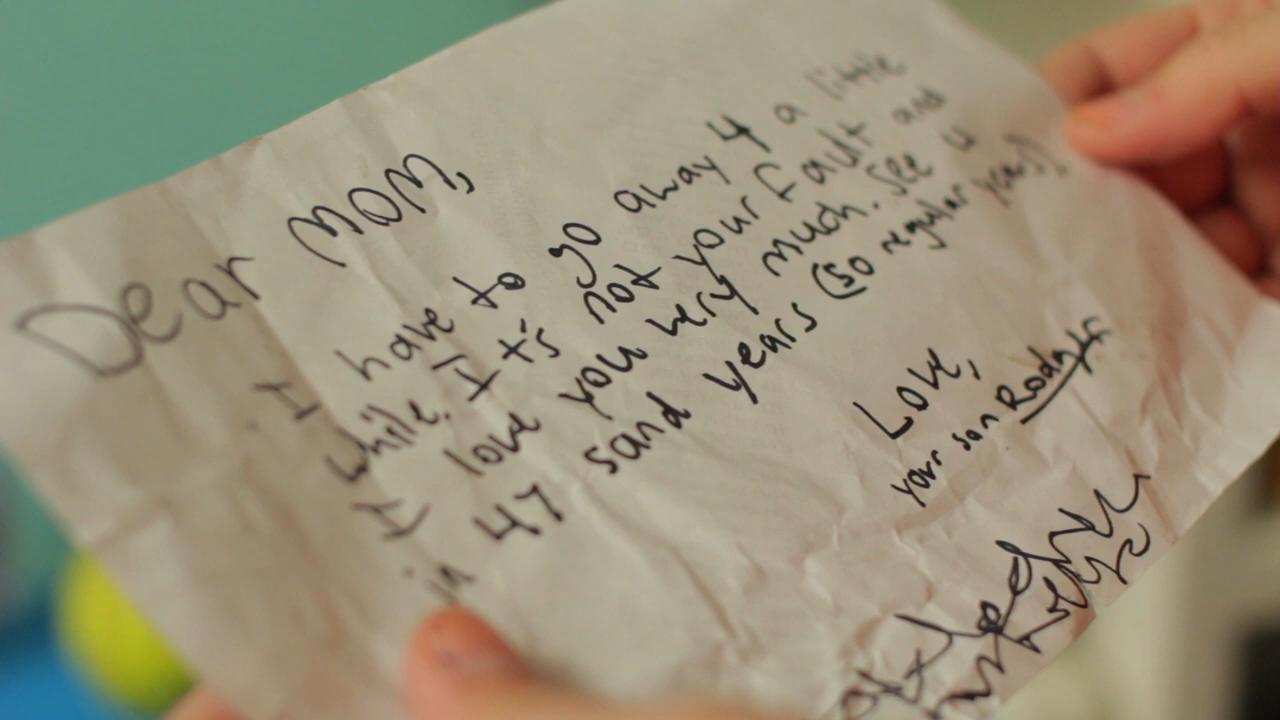 Dear MOM,
I have to go away 4 a little
while. It's not your fault and
I love you very much. See u
in 47 sand years (50 regular years).
Love,
your son Rodney